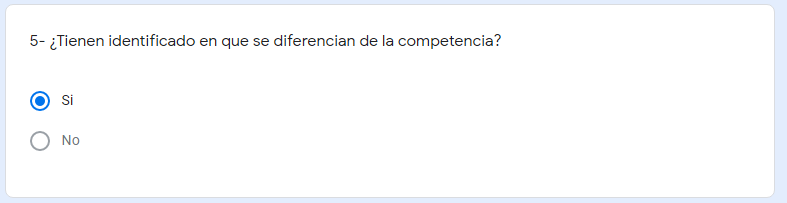 5- ¿Tienen identificado en que se diferencian de la competencia?
Si
No